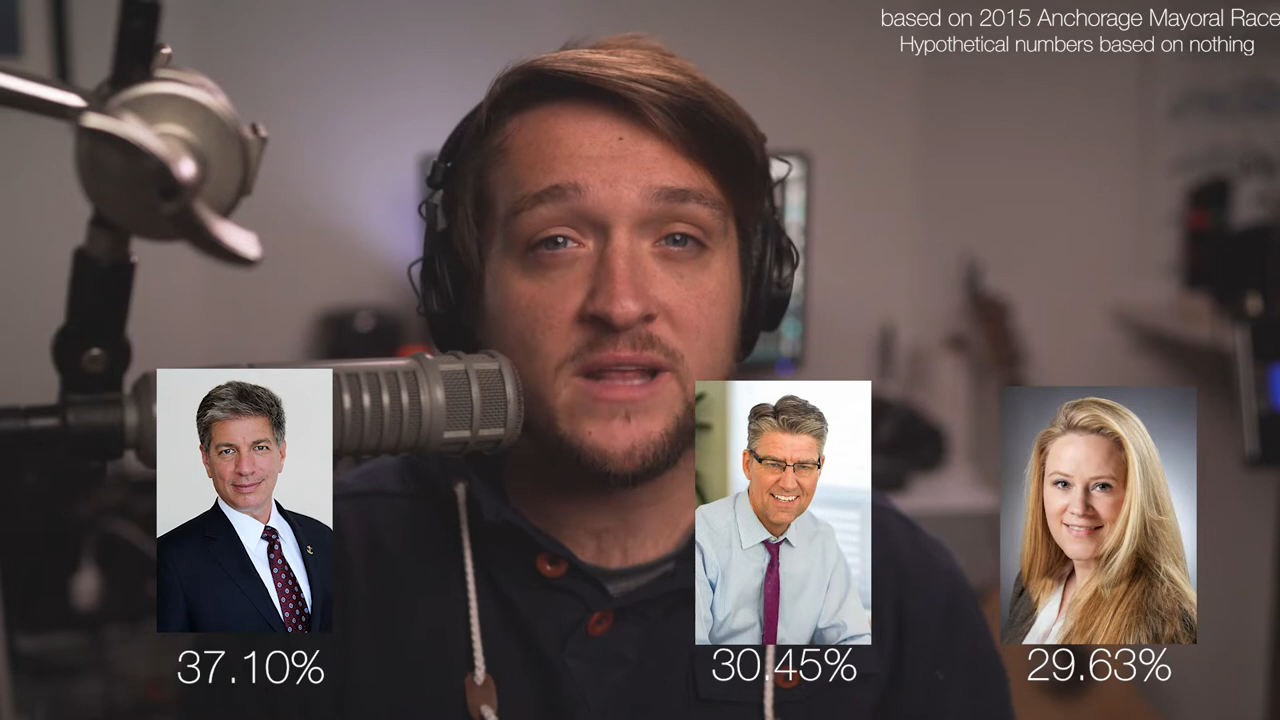 based on 2015 Anchorage Mayoral Race
Hypothetical numbers based on nothing
37.10%
30.45%
29.63%